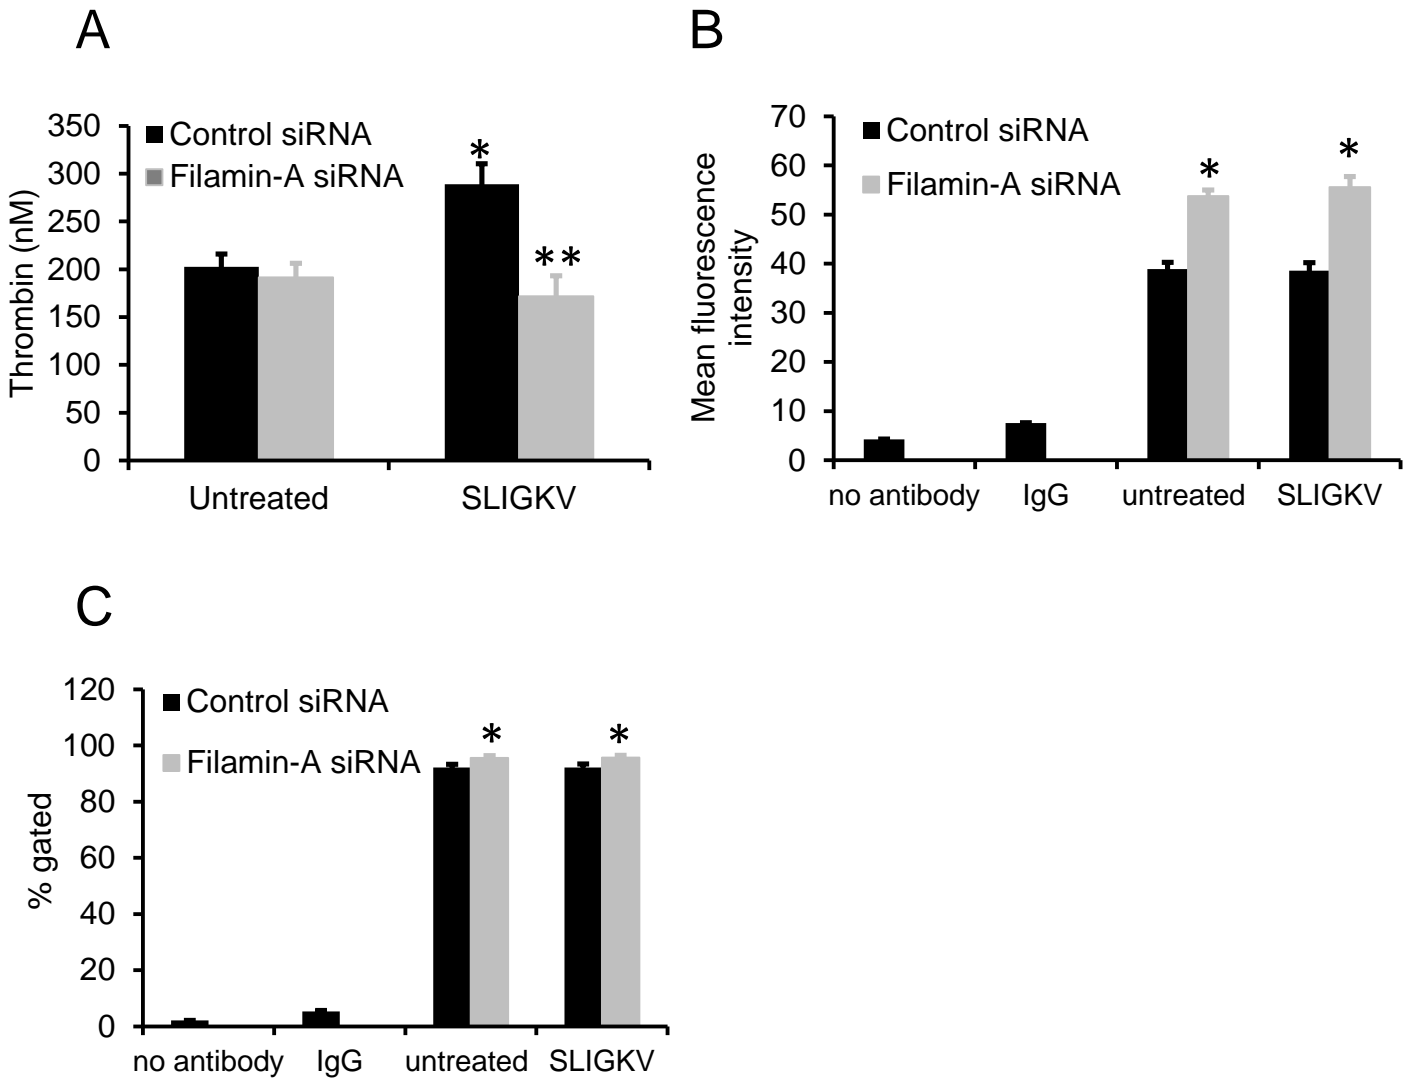 A
350
300
250
200
150
100
50
0
Thrombin (nM)
Control siRNA
Filamin-A siRNA
*
**
Untreated
SLIGKV
B
70
60
50
40
30
20
10
0
Mean fluorescence
intensity
Control siRNA
Filamin-A siRNA
*
*
no antibody
IgG
untreated
SLIGKV
C
120
100
80
60
40
20
0
% gated
Control siRNA
Filamin-A siRNA
*
*
no antibody
IgG
untreated
SLIGKV